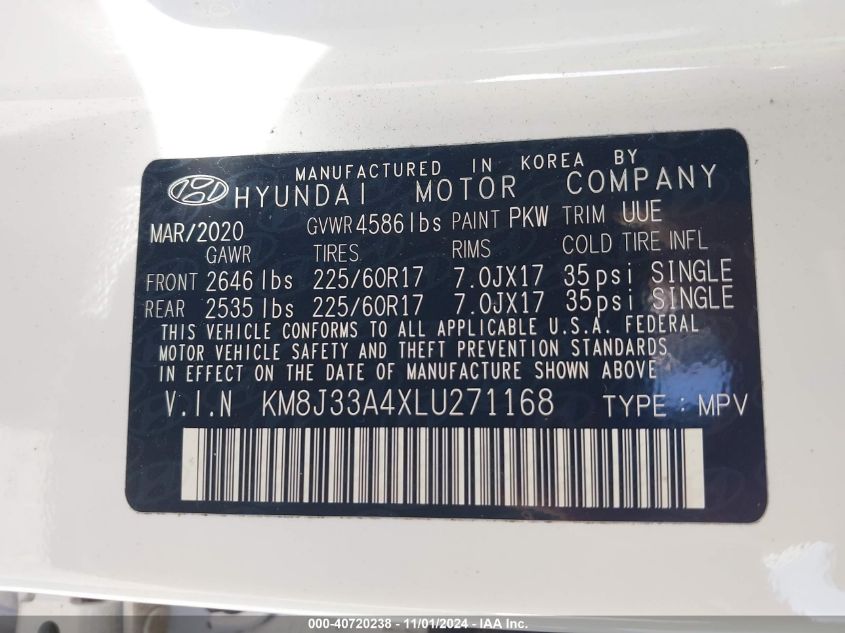 MANUFACTURED IN KOREA BY
HYUNDAI MOTOR COMPANY
MAR/2020 GVWR 4586 lbs PAINT PKW TRIM UUE
GAWR TIRES RIMS COLD TIRE INFL
FRONT 2646 lbs 225/60R17 7.0JX17 35psi SINGLE
REAR 2535 lbs 225/60R17 7.0JX17 35psi SINGLE
THIS VEHICLE CONFORMS TO ALL APPLICABLE U.S.A. FEDERAL
MOTOR VEHICLE SAFETY AND THEFT PREVENTION STANDARDS
IN EFFECT ON THE DATE OF MANUFACTURE SHOWN ABOVE
V.I.N KM8J33A4XLU271168 TYPE : MPV
000-40720238 - 11/01/2024 - IAA Inc.